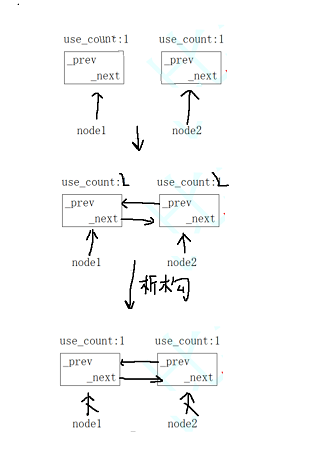 use_count:1 use_count:1
_prev _prev
_next _next
node1 node2
use_count:2 use_count:2
_prev _prev
_next _next
node1 node2
析构
use_count:1 use_count:1
_prev _prev
_next _next
node1 node2